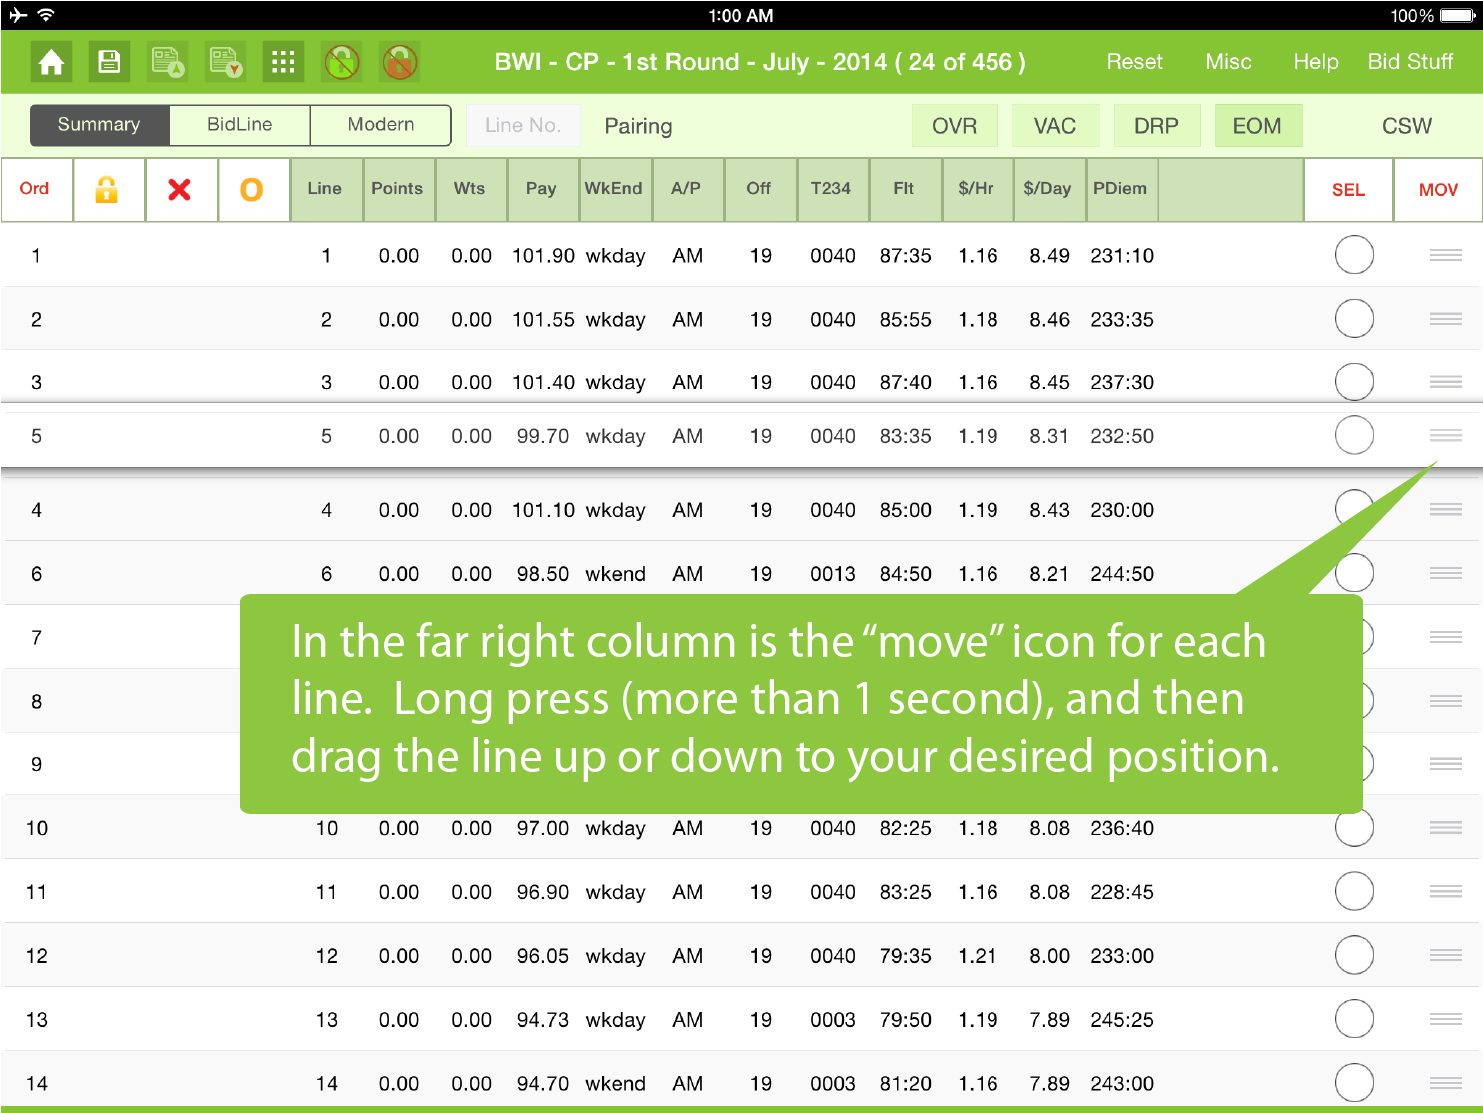 1:00 AM 100%
BWI - CP - 1st Round - July - 2014 ( 24 of 456 ) Reset Misc Help Bid Stuff
Summary BidLine Modern Line No. Pairing OVR VAC DRP EOM CSW
Ord Line Points Wts Pay WkEnd A/P Off T234 Flt $/Hr $/Day PDiem SEL MOV
1 1 0.00 0.00 101.90 wkday AM 19 0040 87:35 1.16 8.49 231:10
2 2 0.00 0.00 101.55 wkday AM 19 0040 85:55 1.18 8.46 233:35
3 3 0.00 0.00 101.40 wkday AM 19 0040 87:40 1.16 8.45 237:30
5 5 0.00 0.00 99.70 wkday AM 19 0040 83:35 1.19 8.31 232:50
4 4 0.00 0.00 101.10 wkday AM 19 0040 85:00 1.19 8.43 230:00
6 6 0.00 0.00 98.50 wkend AM 19 0013 84:50 1.16 8.21 244:50
7
8
9
In the far right column is the “move” icon for each
line. Long press (more than 1 second), and then
drag the line up or down to your desired position.
10 10 0.00 0.00 97.00 wkday AM 19 0040 82:25 1.18 8.08 236:40
11 11 0.00 0.00 96.90 wkday AM 19 0040 83:25 1.16 8.08 228:45
12 12 0.00 0.00 96.05 wkday AM 19 0040 79:35 1.21 8.00 233:00
13 13 0.00 0.00 94.73 wkday AM 19 0003 79:50 1.19 7.89 245:25
14 14 0.00 0.00 94.70 wkend AM 19 0003 81:20 1.16 7.89 243:00